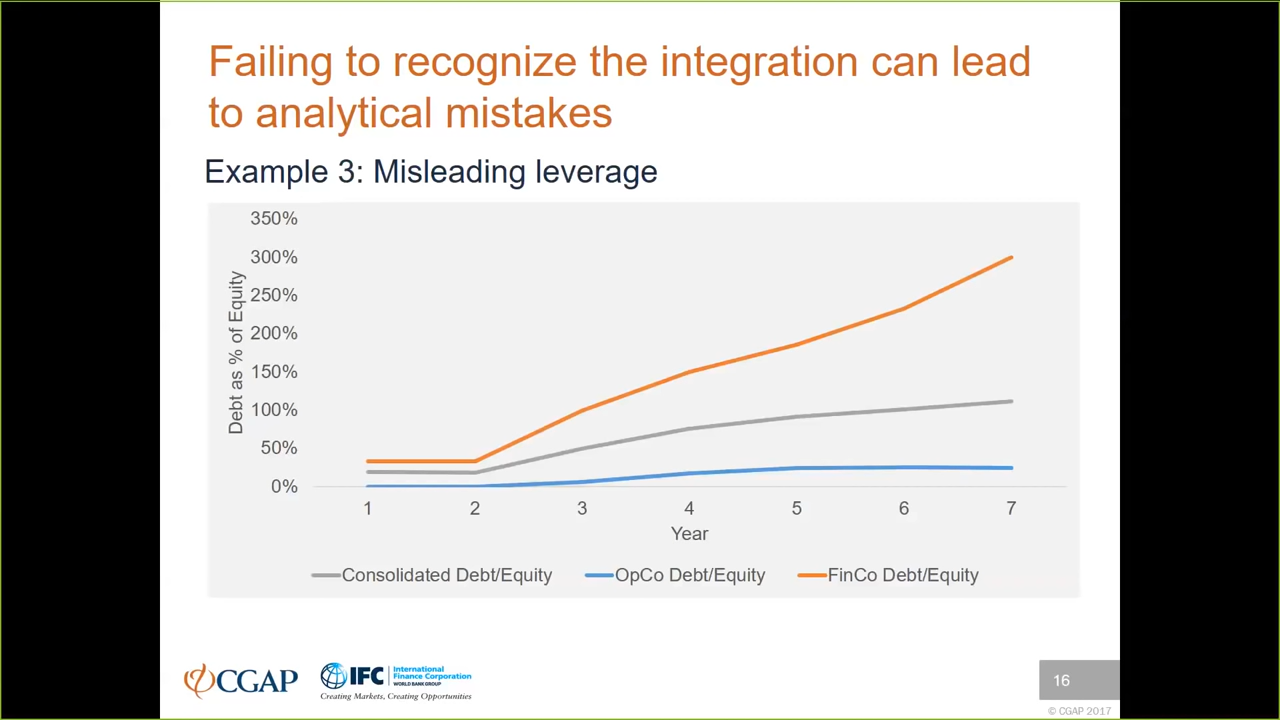 Failing to recognize the integration can lead
to analytical mistakes
Example 3: Misleading leverage
350%
300%
250%
200%
150%
100%
50%
0%
Debt as % of Equity
1 2 3 4 5 6 7
Year
Consolidated Debt/Equity OpCo Debt/Equity FinCo Debt/Equity
CGAP
IFC
International
Finance Corporation
WORLD BANK GROUP
Creating Markets, Creating Opportunities
16
© CGAP 2017